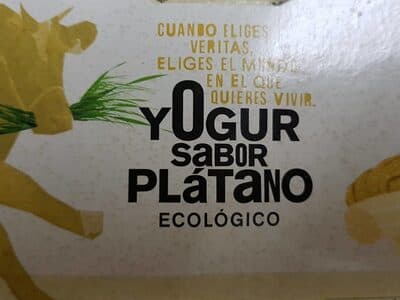 CUANDO ELIGES
VERITAS,
ELIGES EL MUNDO
EN EL QUE
QUIERES VIVIR.
YOGUR
SABOR
PLÁTANO
ECOLÓGICO